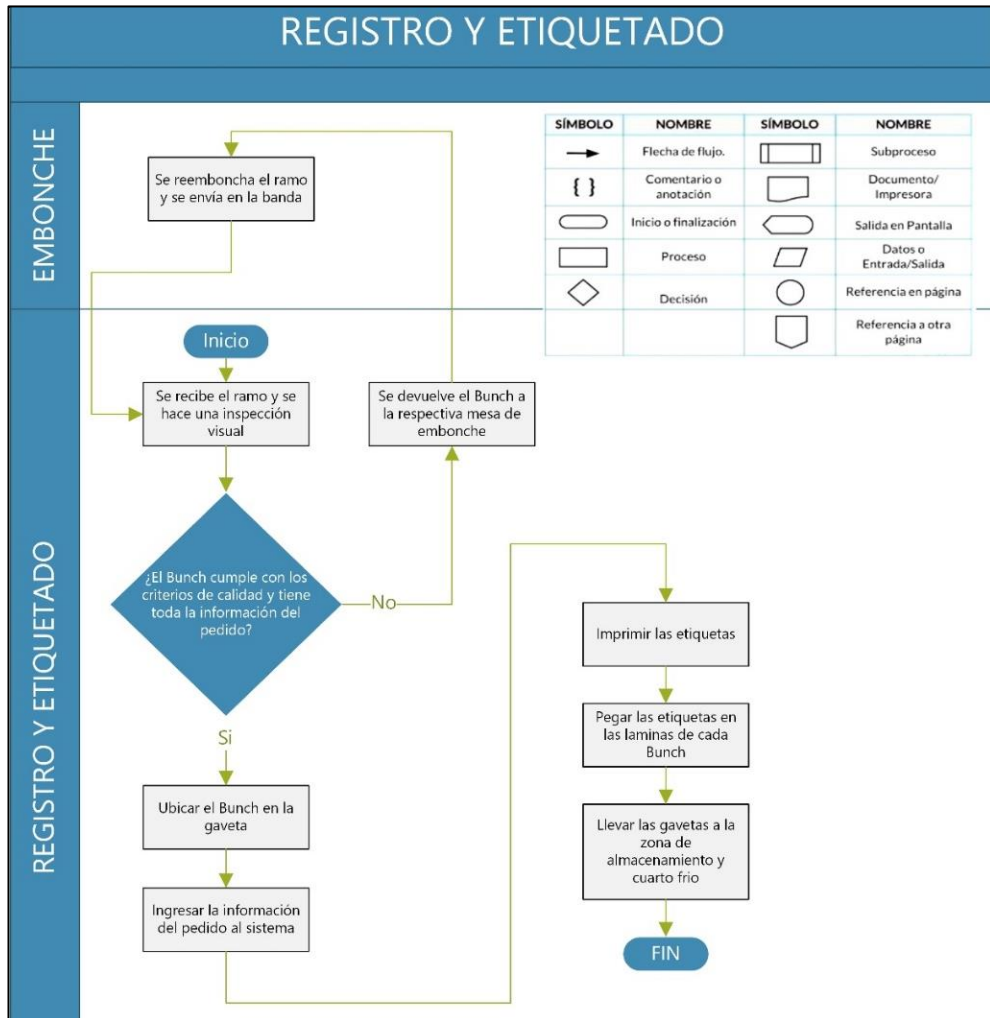 REGISTRO Y ETIQUETADO
EMBONCHE
Se reemboncha el ramo
y se envía en la banda
SÍMBOLO NOMBRE SÍMBOLO NOMBRE
Flecha de flujo. Subproceso
{ } Comentario o
anotación
Documento/
Impresora
Inicio o finalización Salida en Pantalla
Proceso Datos o
Entrada/Salida
Decisión Referencia en página
Referencia a otra
página
REGISTRO Y ETIQUETADO
Inicio
Se recibe el ramo y se
hace una inspección
visual
Se devuelve el Bunch a
la respectiva mesa de
embonche
¿El Bunch cumple con los
criterios de calidad y tiene
toda la información del
pedido?
No
Si
Ubicar el Bunch en la
gaveta
Ingresar la información
del pedido al sistema
Imprimir las etiquetas
Pegar las etiquetas en
las laminas de cada
Bunch
Llevar las gavetas a la
zona de
almacenamiento y
cuarto frio
FIN